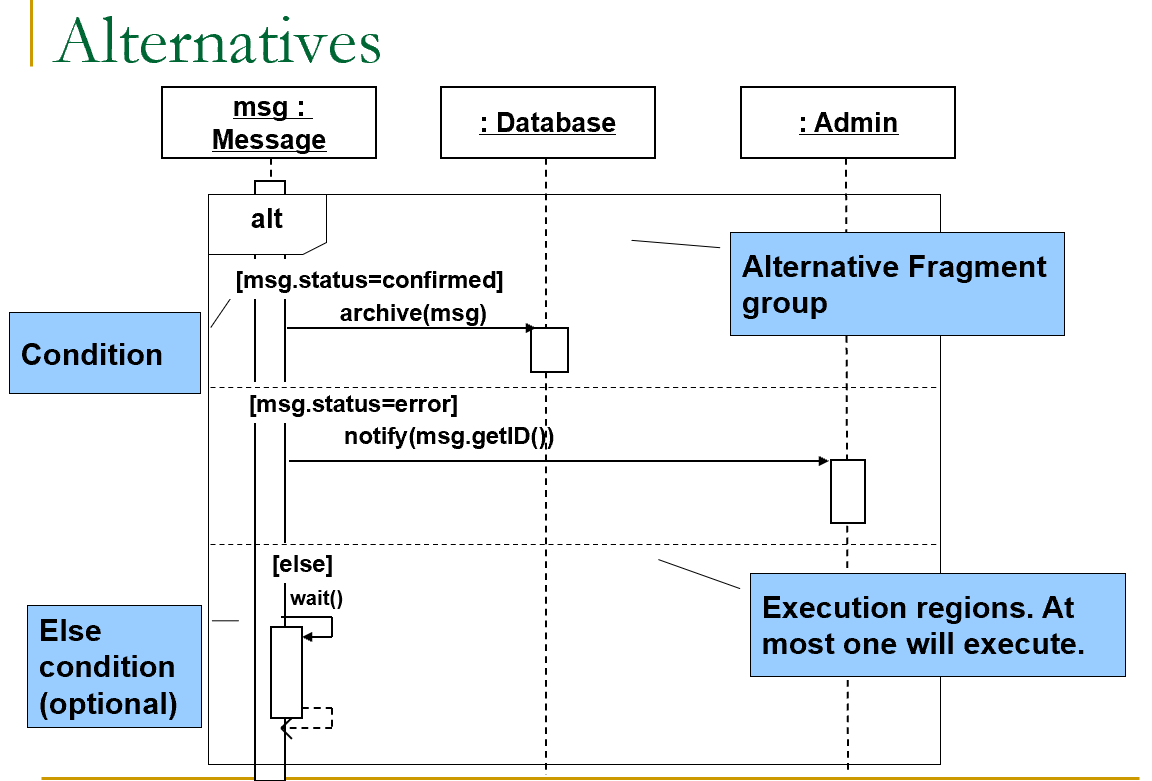 Alternatives
msg :
Message
: Database
: Admin
alt
Alternative Fragment
group
[msg.status=confirmed]
archive(msg)
Condition
[msg.status=error]
notify(msg.getID())
[else]
wait()
Execution regions. At
most one will execute.
Else
condition
(optional)